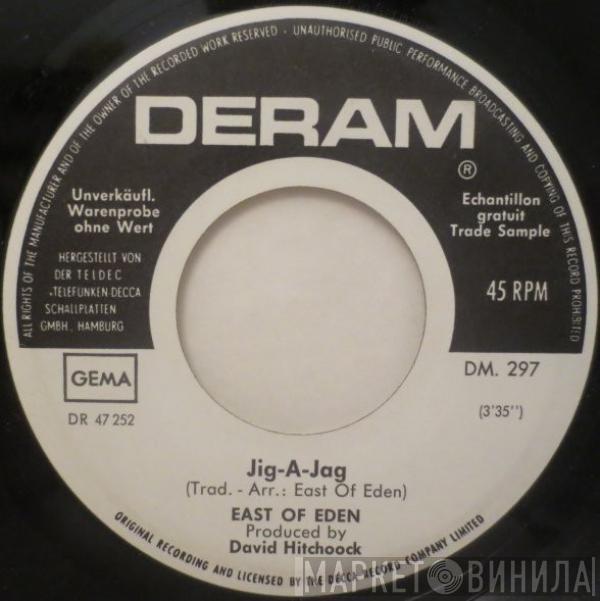 ALL RIGHTS OF THE MANUFACTURER AND OF THE OWNER OF THE RECORDED WORK RESERVED - UNAUTHORISED PUBLIC PERFORMANCE BROADCASTING AND COPYING OF THIS RECORD PROHIBITED
DERAM
®
Unverkäufl.
Warenprobe
ohne Wert
Echantillon
gratuit
Trade Sample
HERGESTELLT VON
DER TELDEC
»TELEFUNKEN-DECCA
SCHALLPLATTEN
GMBH., HAMBURG
45 RPM
GEMA
DM. 297
DR 47 252
(3'35'')
Jig-A-Jag
(Trad. - Arr.: East Of Eden)
EAST OF EDEN
Produced by
David Hitchoock
ORIGINAL RECORDING AND LICENSED BY THE DECCA RECORD COMPANY LIMITED
МАРКЕТ ВИНИЛА